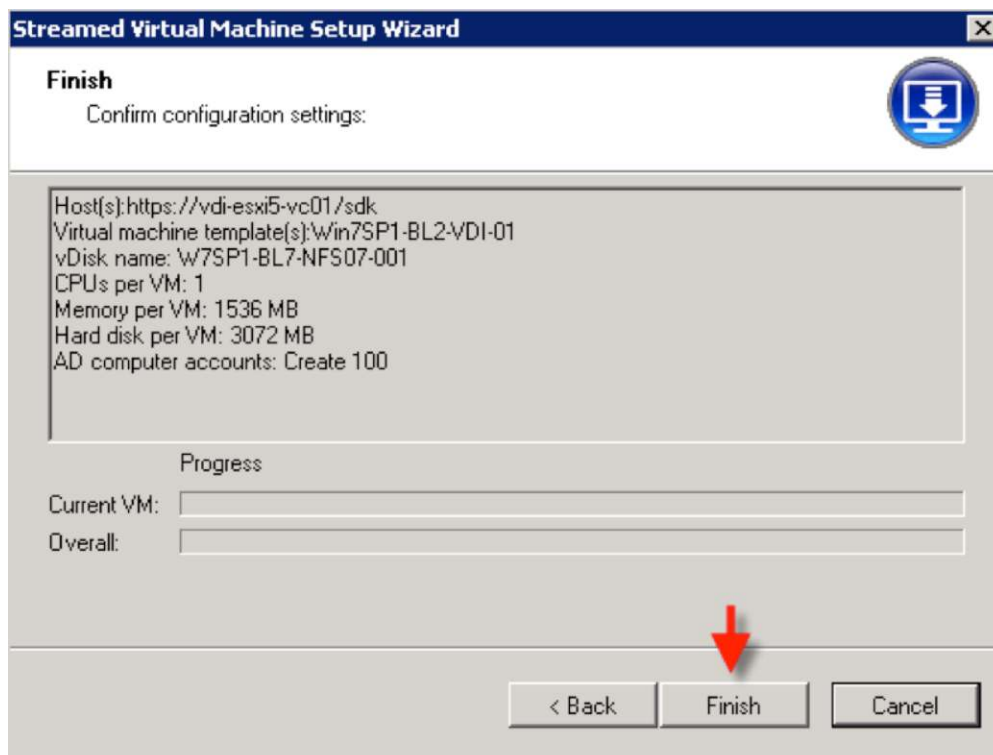 Streamed Virtual Machine Setup Wizard
Finish
Confirm configuration settings:
Host(s):https://vdi-esxi5-vc01/sdk
Virtual machine template(s):Win7SP1-BL2-VDI-01
vDisk name: W7SP1-BL7-NFS07-001
CPUs per VM: 1
Memory per VM: 1536 MB
Hard disk per VM: 3072 MB
AD computer accounts: Create 100
Progress
Current VM:
Overall:
< Back Finish Cancel